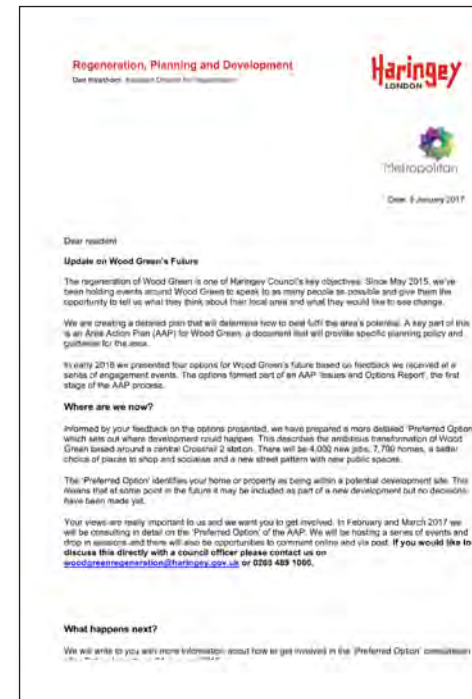 Regeneration, Planning and Development
Haringey
LONDON
Dan Hawthorn: Assistant Director for Regeneration
Metropolitan
Date: 5 January 2017
Dear resident
Update on Wood Green's Future
The regeneration of Wood Green is one of Haringey Council's key objectives. Since May 2015, we've
been holding events around Wood Green to speak to as many people as possible and give them the
opportunity to tell us what they think about their local area and what they would like to see change.
We are creating a detailed plan that will determine how to best fulfil the area's potential. A key part of this
is an Area Action Plan (AAP) for Wood Green, a document that will provide specific planning policy and
guidance for the area.
In early 2016 we presented four options for Wood Green's future based on feedback we received at a
series of engagement events. The options formed part of an AAP 'Issues and Options Report', the first
stage of the AAP process.
Where are we now?
Informed by your feedback on the options presented, we have prepared a more detailed 'Preferred Option'
which sets out where development could happen. This describes the ambitious transformation of Wood
Green based around a central Crossrail 2 station. There will be 4,000 new jobs, 7,700 homes, a better
choice of places to shop and socialise and a new street pattern with new public spaces.
The 'Preferred Option' identifies your home or property as being within a potential development site. This
means that at some point in the future it may be included as part of a new development but no decisions
have been made yet.
Your views are really important to us and we want you to get involved. In February and March 2017 we
will be consulting in detail on the 'Preferred Option' of the AAP. We will be hosting a series of events and
drop in sessions and there will also be opportunities to comment online and via post. If you would like to
discuss this directly with a council officer please contact us on
woodgreenregeneration@haringey.gov.uk or 0203 489 1000.
What happens next?
We will write to you with more information about how to get involved in the 'Preferred Option' consultation